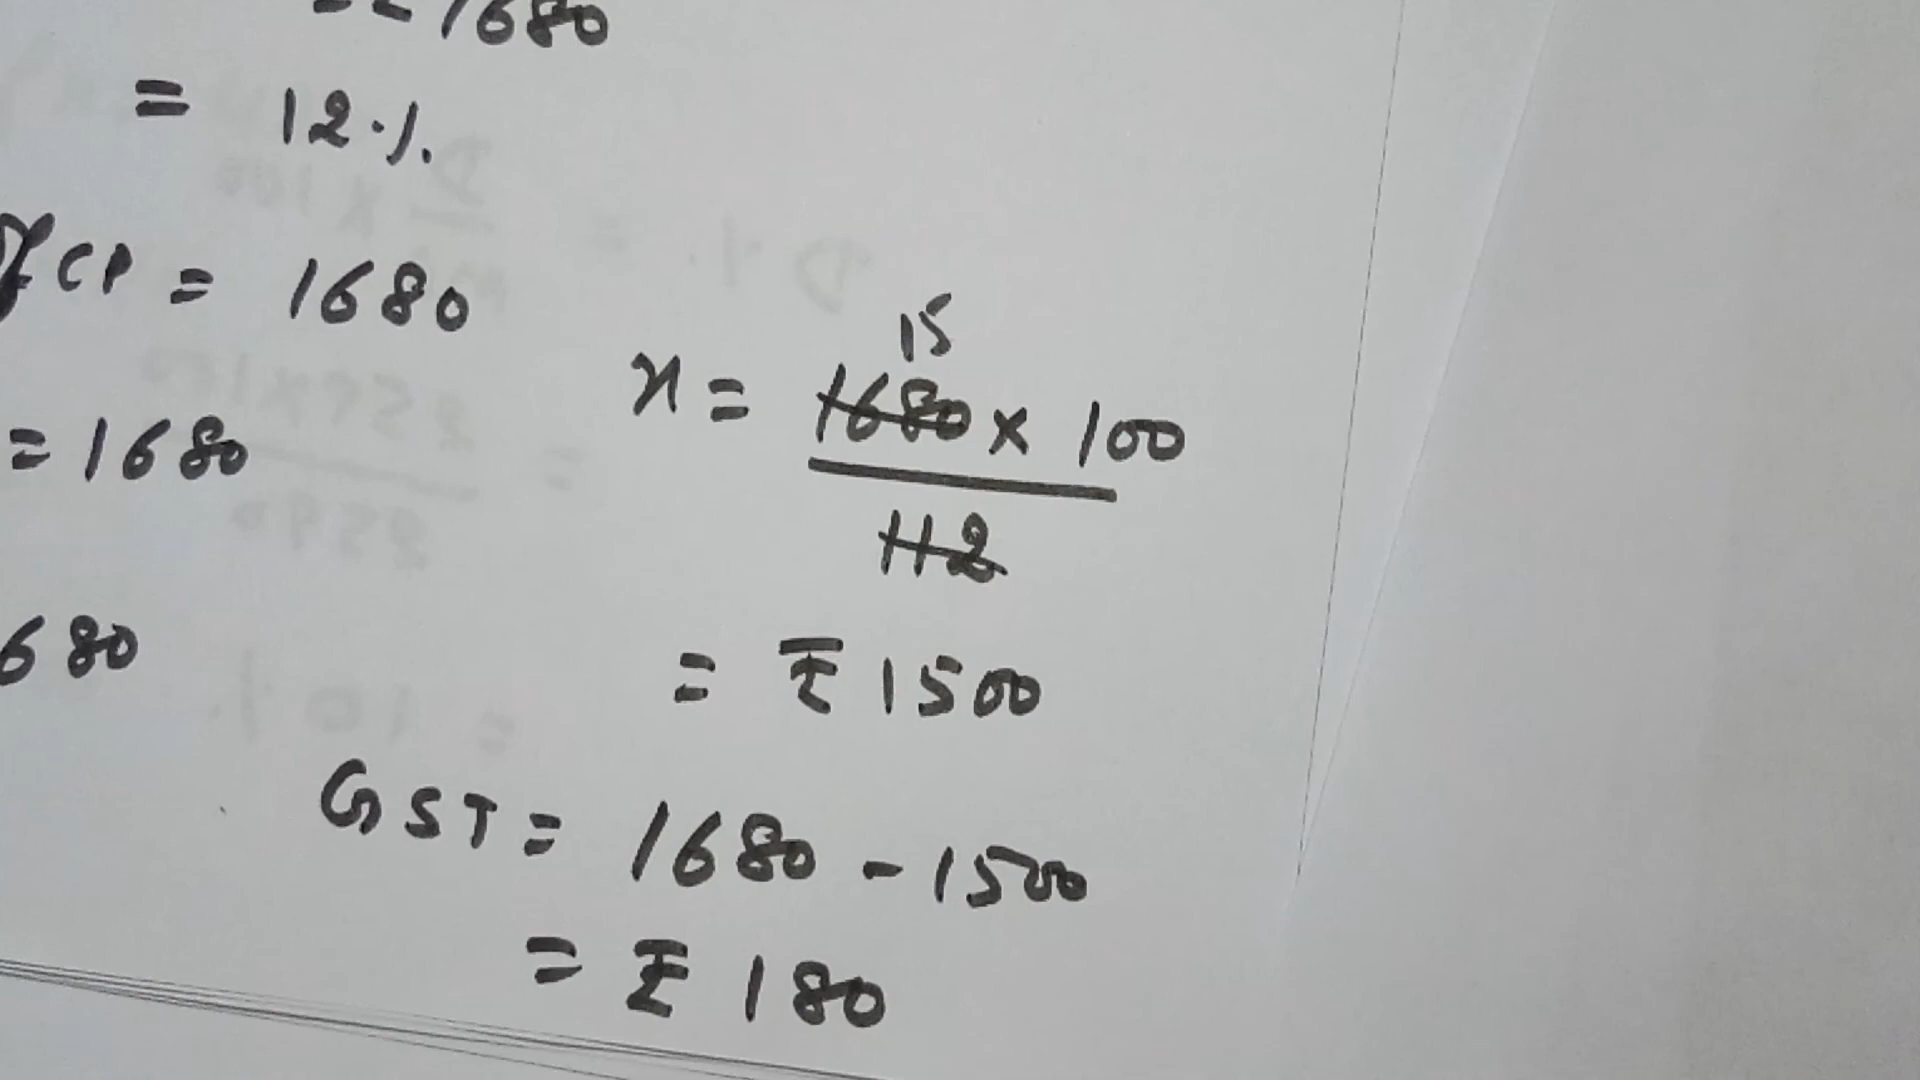 = ₹ 1680
= 12%.
CP = 1680
= 1680
680
15
x = 1680 x 100
112
= ₹ 1500
GST = 1680 - 1500
= ₹ 180